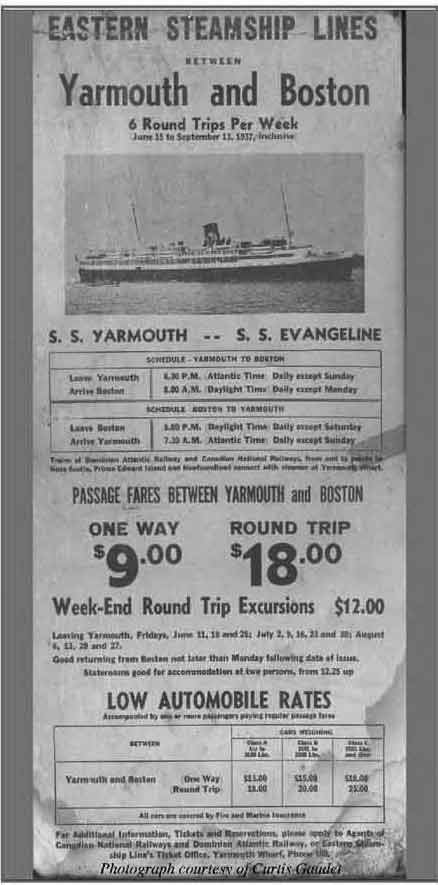 EASTERN STEAMSHIP LINES
BETWEEN
Yarmouth and Boston
6 Round Trips Per Week
June 15 to September 11, 1937, Inclusive
S. S. YARMOUTH -- S. S. EVANGELINE
SCHEDULE - YARMOUTH TO BOSTON
Leave Yarmouth 6.30 P.M. (Atlantic Time) Daily except Sunday
Arrive Boston 8.00 A.M. (Daylight Time) Daily except Monday
SCHEDULE BOSTON TO YARMOUTH
Leave Boston P.M. (Daylight Time) Daily except Saturday
Arrive Yarmouth 7.30 A.M. (Atlantic Time) Daily except Sunday
Trains of Dominion Atlantic Railway and Canadian National Railways, from and to points in
Nova Scotia, Prince Edward Island and Newfoundland connect with steamer at Yarmouth Wharf.
PASSAGE FARES BETWEEN YARMOUTH and BOSTON
ONE WAY ROUND TRIP
$9.00 $18.00
Week-End Round Trip Excursions $12.00
Leaving Yarmouth, Fridays, June 11, 18 and 25; July 2, 9, 16, 23 and 30; August
6, 13, 20 and 27.
Good returning from Boston not later than Monday following date of issue.
Staterooms good for accommodation of two persons, from $2.25 up
LOW AUTOMOBILE RATES
Accompanied by one or more passengers paying regular passage fares
BETWEEN
CARS WEIGHING
Class A Class B Class C
Yarmouth and Boston One Way $13.00 $15.00 $18.00
Round Trip 18.00 20.00 25.00
All cars are covered by Fire and Marine Insurance
For Additional Information, Tickets and Reservations, please apply to Agents of
Canadian National Railways and Dominion Atlantic Railway, or Eastern Steam-
ship Line's Ticket Office, Yarmouth Wharf, Phone
Photograph courtesy of Curtis Gaudet